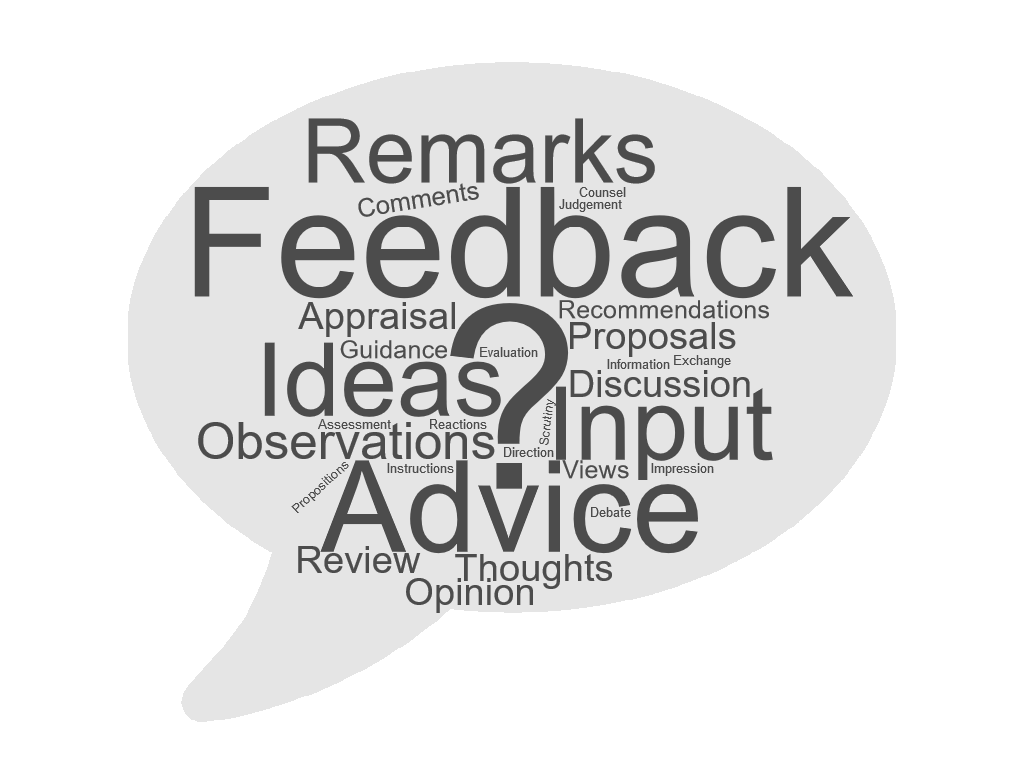 Remarks
Comments
Counsel
Judgement
Feedback
Appraisal
Recommendations
Proposals
Guidance
?
Evaluation
Information
Exchange
Ideas
Discussion
Input
Assessment
Reactions
Scrutiny
Observations
Direction
Views
Impression
Propositions
Instructions
Advice
Debate
Review
Thoughts
Opinion